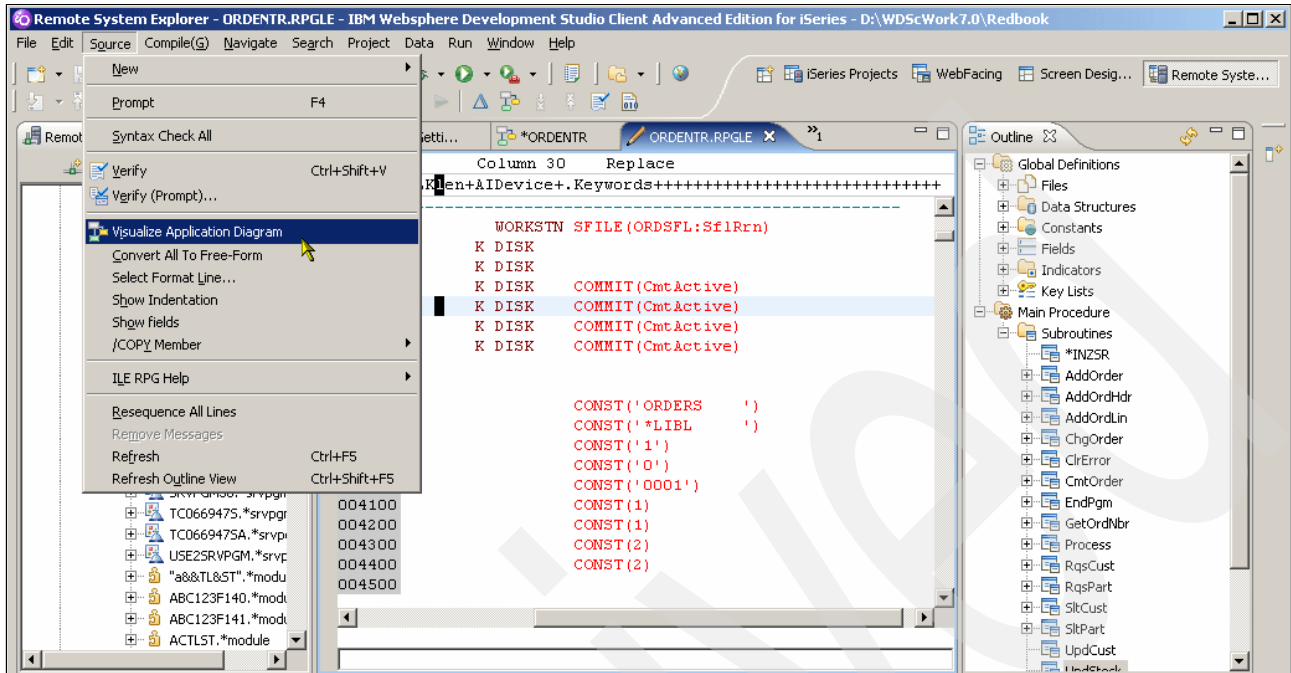 Remote System Explorer - ORDENTR.RPGLE - IBM Websphere Development Studio Client Advanced Edition for iSeries - D:\WDScWork7.0\Redbook
File Edit Source Compile(G) Navigate Search Project Data Run Window Help
iSeries Projects WebFacing Screen Desig... Remote Syste...
New
Prompt F4
Syntax Check All
Verify Ctrl+Shift+V
Verify (Prompt)...
Visualize Application Diagram
Convert All To Free-Form
Select Format Line...
Show Indentation
Show fields
/COPY Member
ILE RPG Help
Resequence All Lines
Remove Messages
Refresh Ctrl+F5
Refresh Outline View Ctrl+Shift+F5
Remot
TC066947S.*srvpgr
TC066947SA.*srvp
USE2SRVPGM.*srvp
"a&&TL&ST".*modu
ABC123F140.*modu
ABC123F141.*modu
ACTLST.*module
etti... *ORDENTR ORDENTR.RPGLE »1
Column 30 Replace
.Klen+AIDevice+.Keywords+++++++++++++++++++++++++++++
WORKSTN SFILE(ORDSFL:SflRrn)
K DISK
K DISK
K DISK COMMIT(CmtActive)
K DISK COMMIT(CmtActive)
K DISK COMMIT(CmtActive)
K DISK COMMIT(CmtActive)
CONST('ORDERS    ')
CONST('*LIBL     ')
CONST('1')
CONST('0')
CONST('0001')
004100 CONST(1)
004200 CONST(1)
004300 CONST(2)
004400 CONST(2)
004500
Outline
Global Definitions
Files
Data Structures
Constants
Fields
Indicators
Key Lists
Main Procedure
Subroutines
*INZSR
AddOrder
AddOrdHdr
AddOrdLin
ChgOrder
ClrError
CmtOrder
EndPgm
GetOrdNbr
Process
RqsCust
RqsPart
SltCust
SltPart
UpdCust
UpdStock